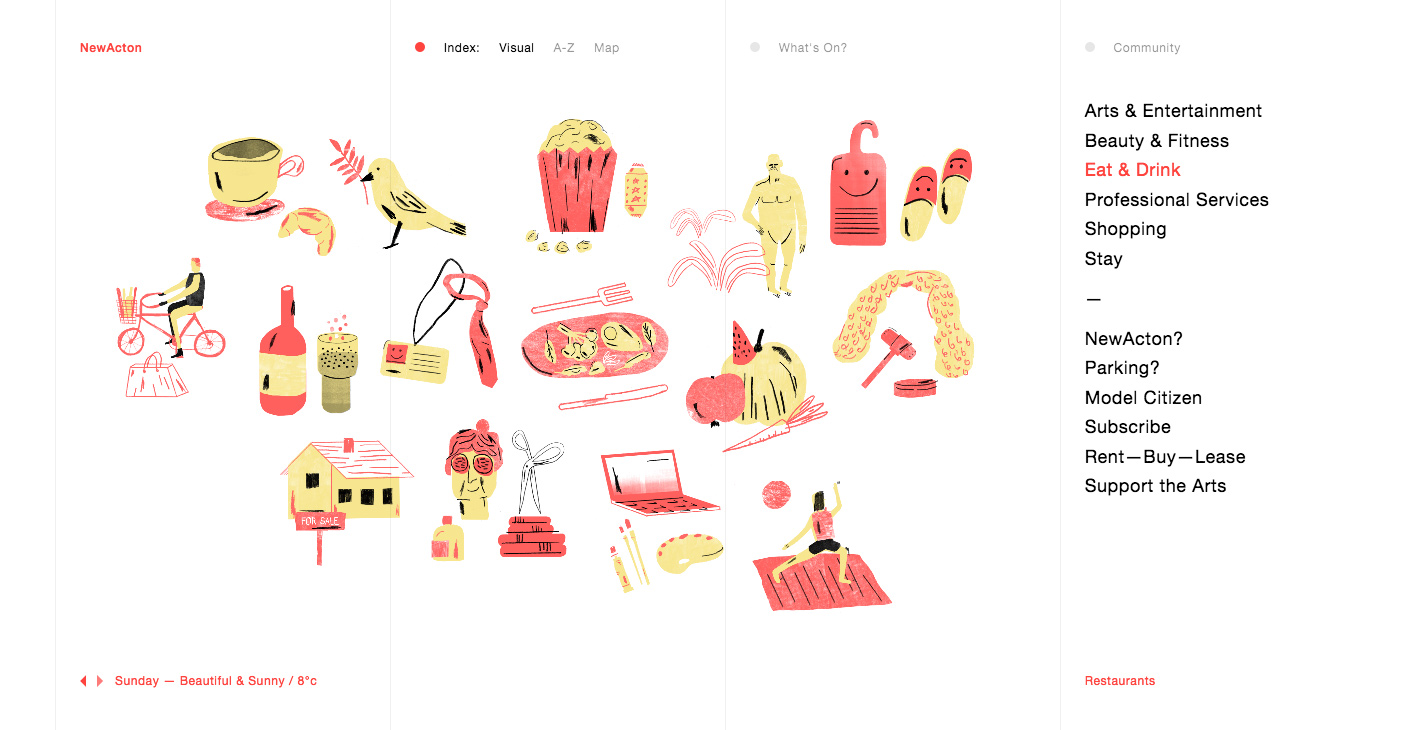 NewActon
Index: Visual A-Z Map
What's On?
Community
Arts & Entertainment
Beauty & Fitness
Eat & Drink
Professional Services
Shopping
Stay
—
NewActon?
Parking?
Model Citizen
Subscribe
Rent—Buy—Lease
Support the Arts
FOR SALE
Sunday — Beautiful & Sunny / 8°c
Restaurants